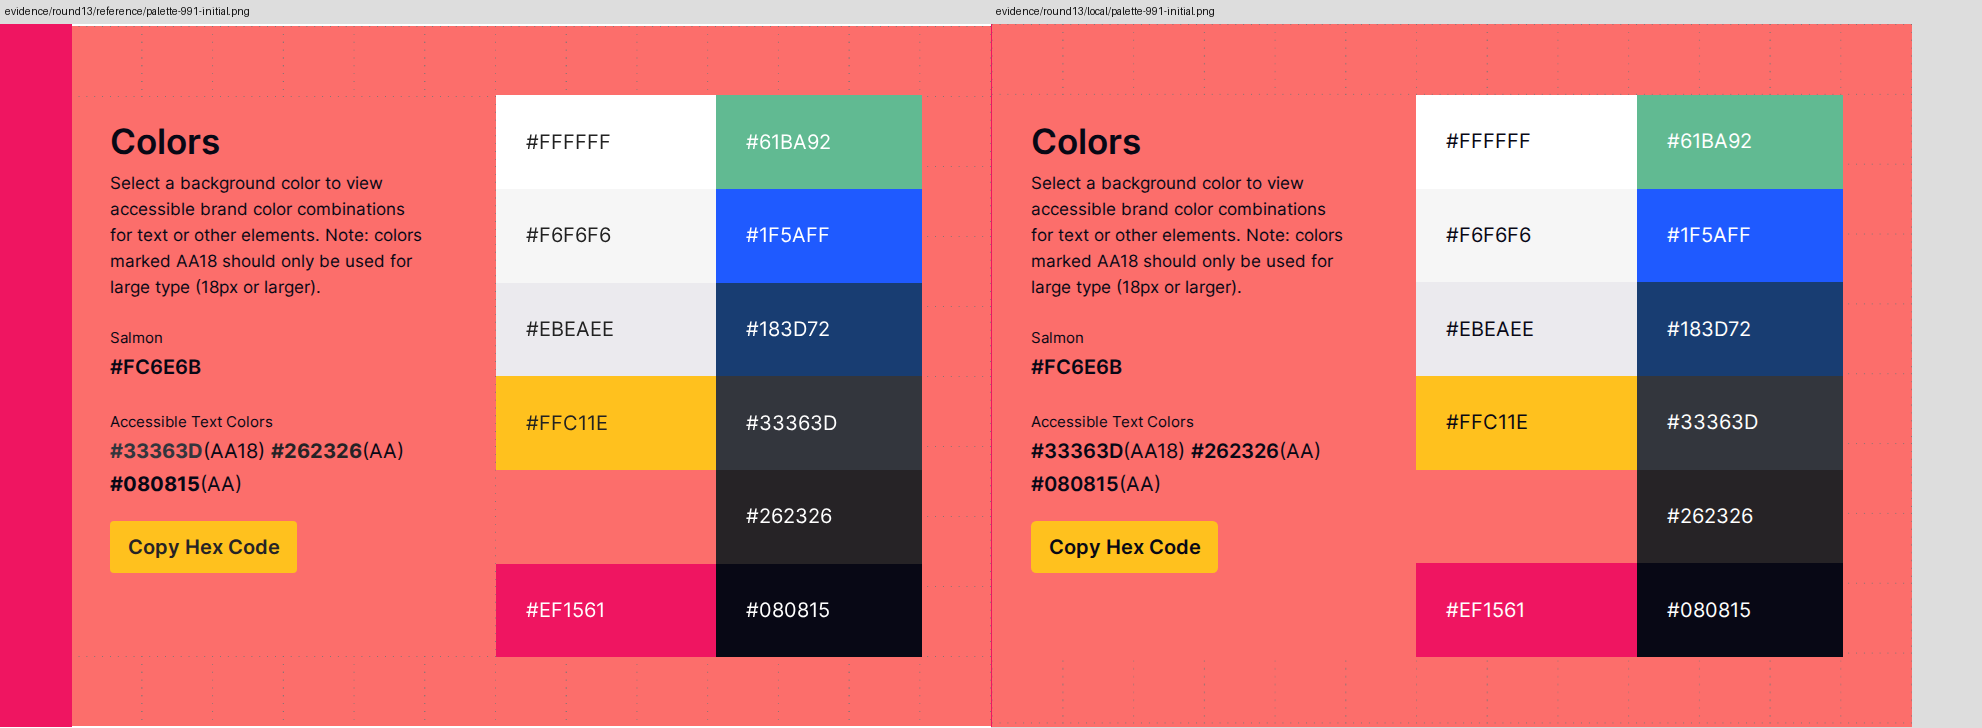 evidence/round13/reference/palette-991-initial.png
Colors
Select a background color to view
accessible brand color combinations
for text or other elements. Note: colors
marked AA18 should only be used for
large type (18px or larger).
Salmon
#FC6E6B
Accessible Text Colors
#33363D(AA18) #262326(AA)
#080815(AA)
Copy Hex Code
#FFFFFF #61BA92
#F6F6F6 #1F5AFF
#EBEAEE #183D72
#FFC11E #33363D
#262326
#EF1561 #080815
evidence/round13/local/palette-991-initial.png
Colors
Select a background color to view
accessible brand color combinations
for text or other elements. Note: colors
marked AA18 should only be used for
large type (18px or larger).
Salmon
#FC6E6B
Accessible Text Colors
#33363D(AA18) #262326(AA)
#080815(AA)
Copy Hex Code
#FFFFFF #61BA92
#F6F6F6 #1F5AFF
#EBEAEE #183D72
#FFC11E #33363D
#262326
#EF1561 #080815